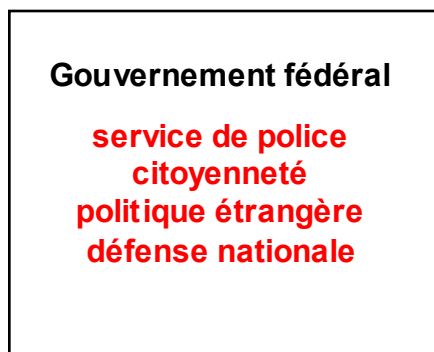 Gouvernement fédéral
service de police
citoyenneté
politique étrangère
défense nationale